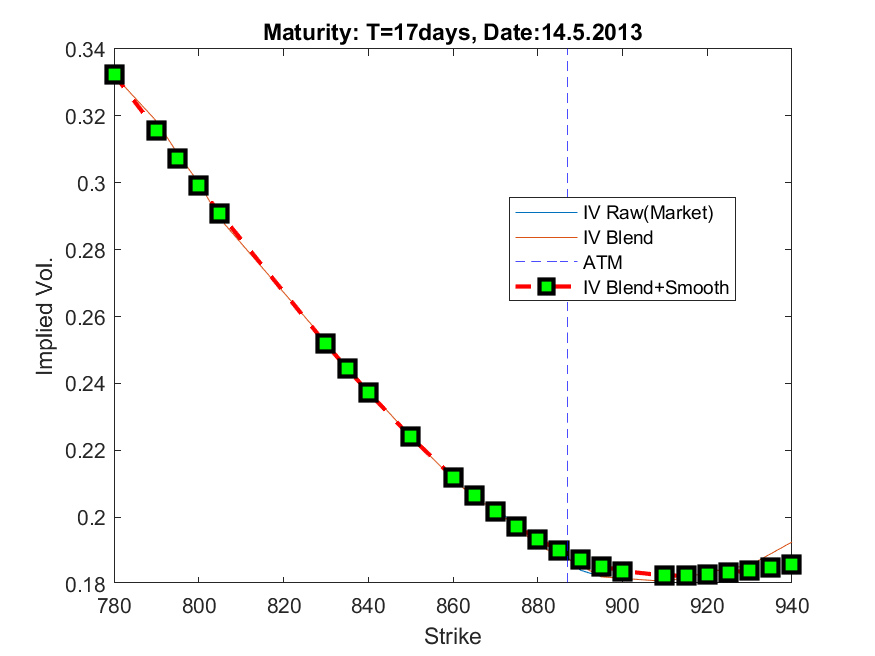 Maturity: T=17days, Date:14.5.2013
0.34
0.32
0.3
0.28
0.26
0.24
0.22
0.2
0.18
Implied Vol.
IV Raw(Market)
IV Blend
ATM
IV Blend+Smooth
780 800 820 840 860 880 900 920 940
Strike